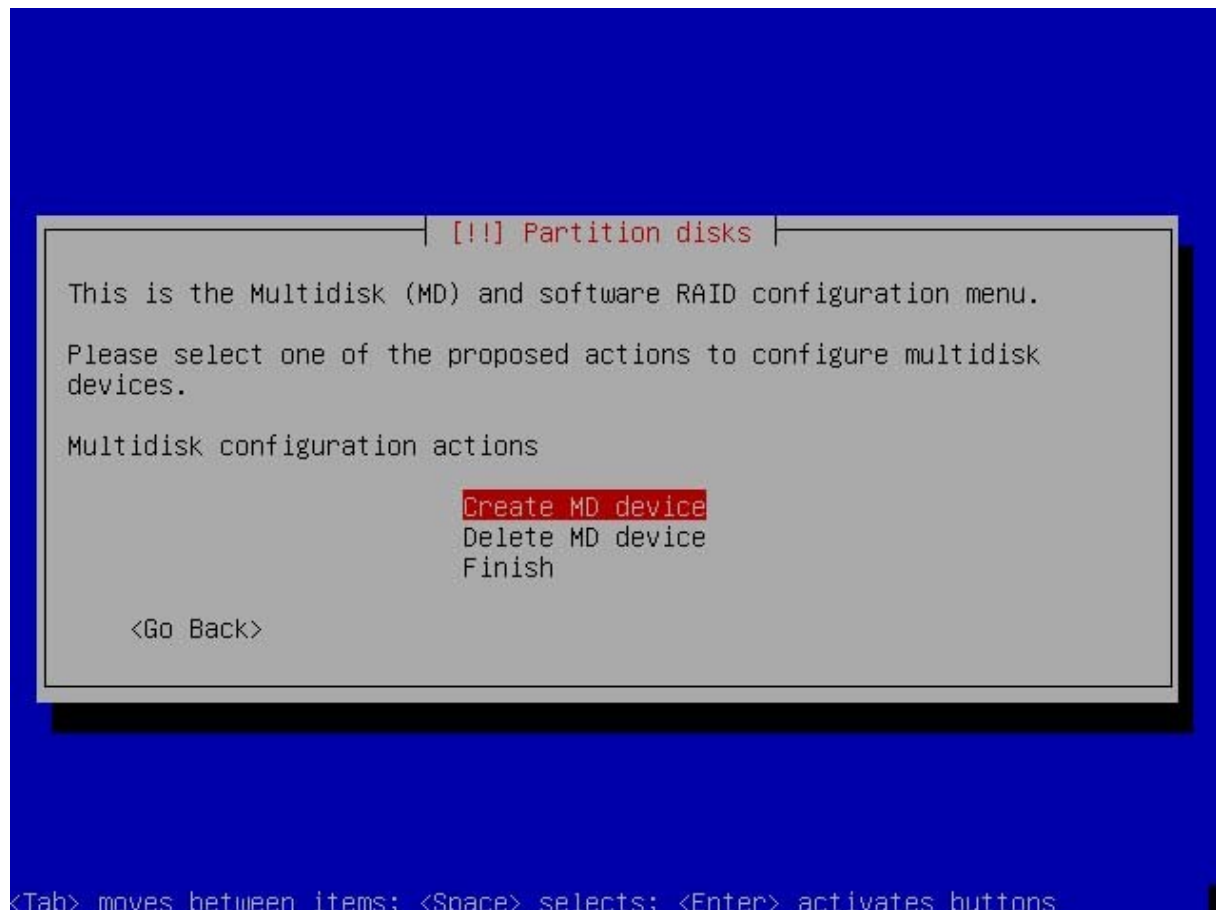 [!!] Partition disks
This is the Multidisk (MD) and software RAID configuration menu.
Please select one of the proposed actions to configure multidisk
devices.
Multidisk configuration actions
Create MD device
Delete MD device
Finish
<Go Back>
<Tab> moves between items; <Space> selects; <Enter> activates buttons